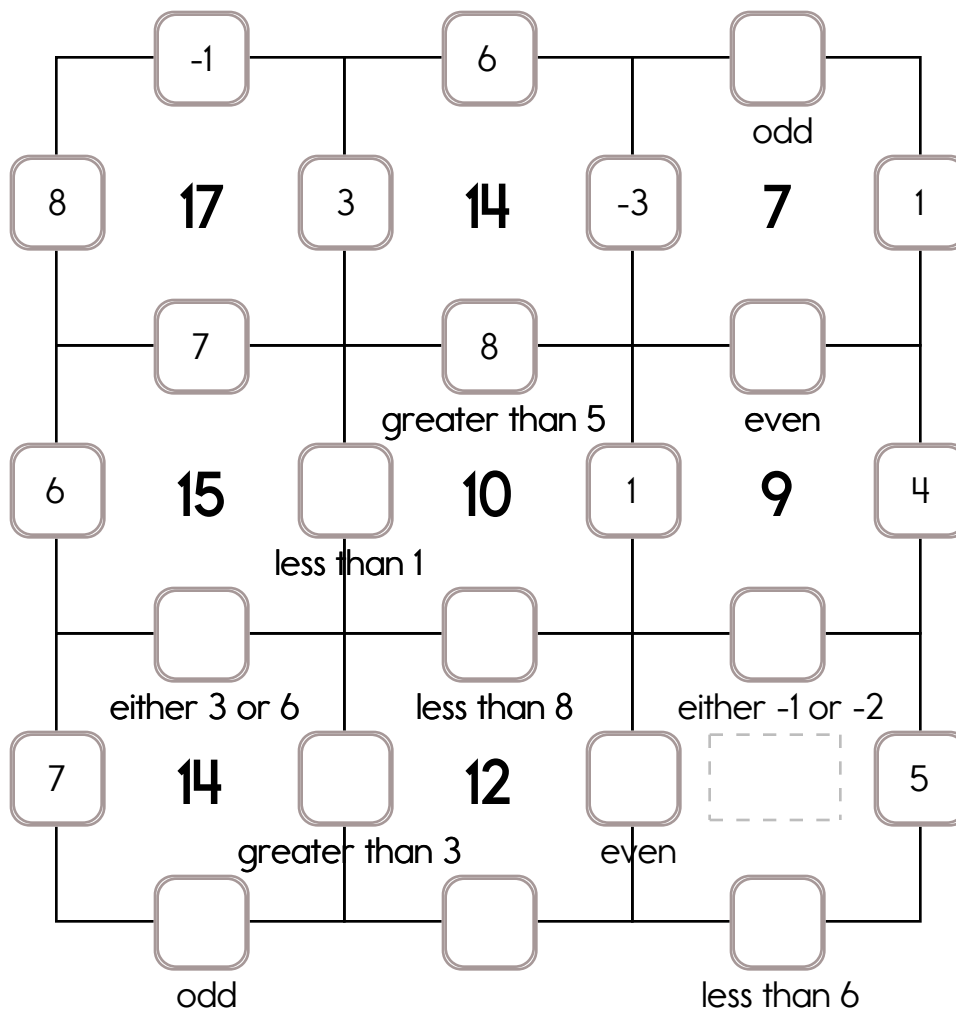 -1 6
odd
8 17 3 14 -3 7 1
7 8
greater than 5 even
6 15 10 1 9 4
less than 1
either 3 or 6 less than 8 either -1 or -2
7 14 12 5
greater than 3 even
odd less than 6